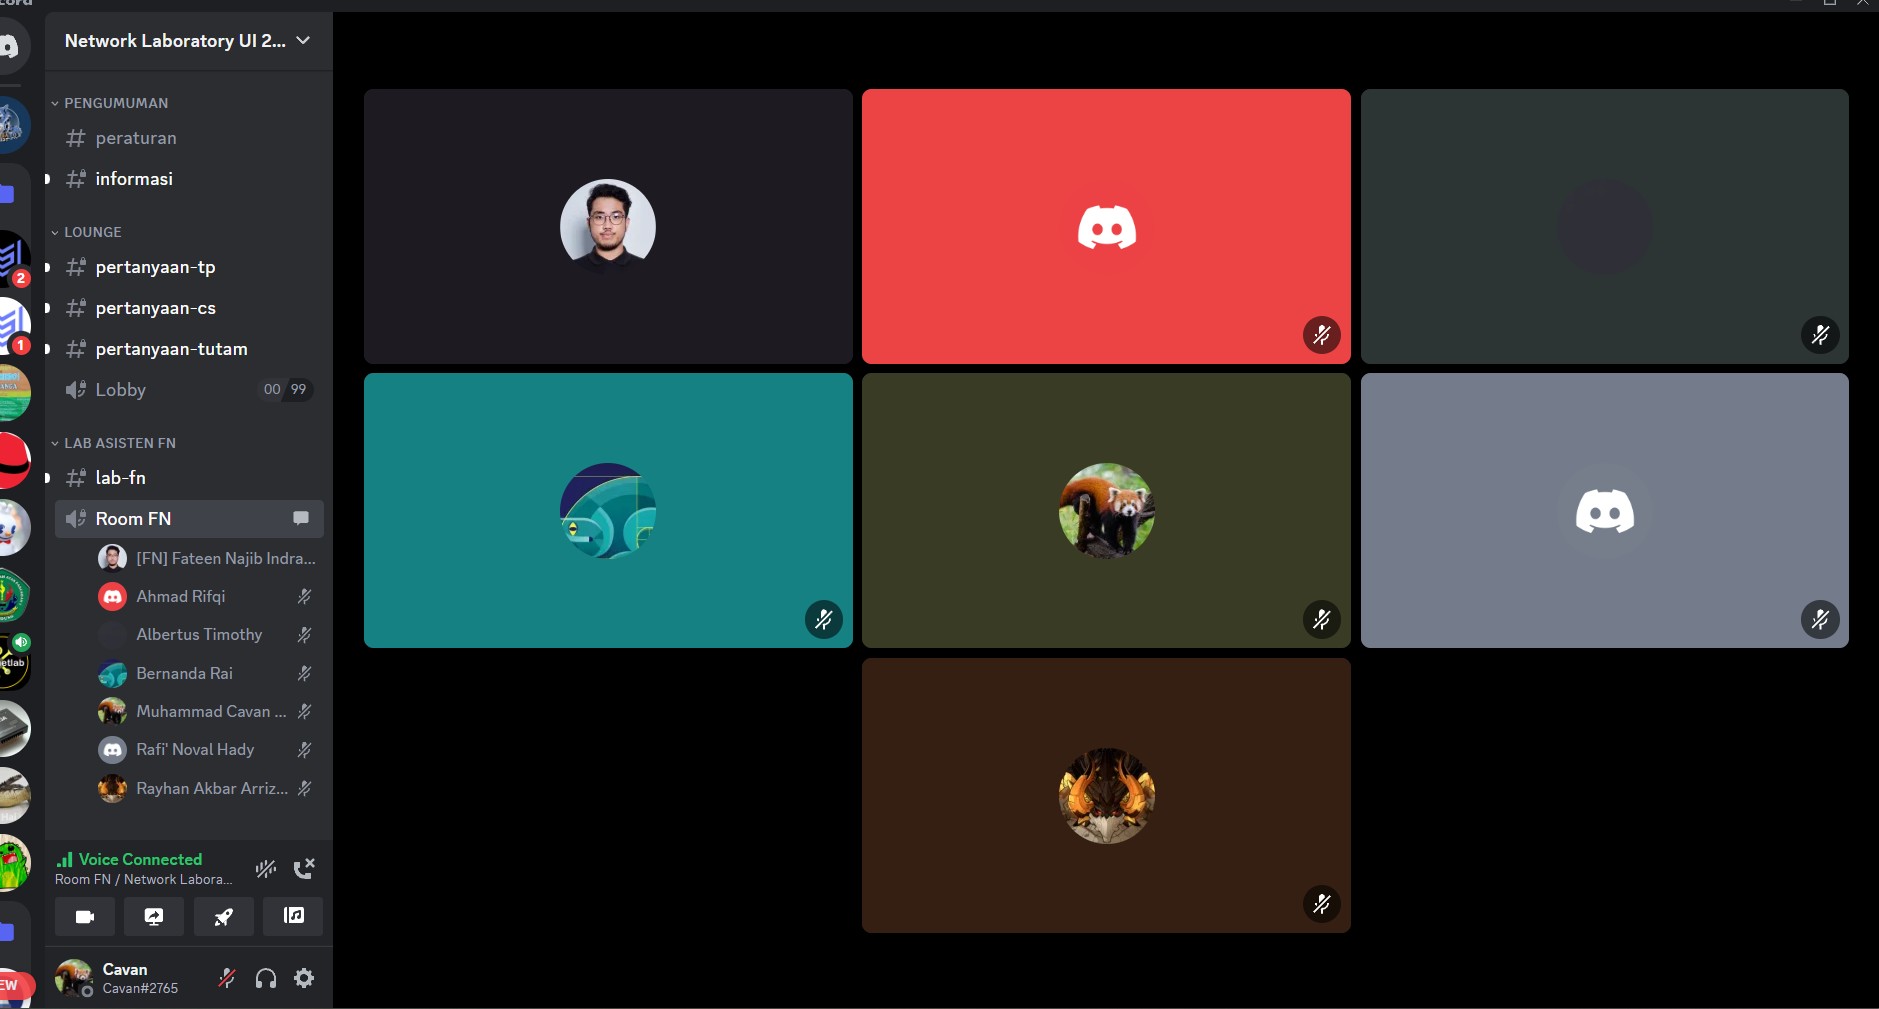 Network Laboratory UI 2...
PENGUMUMAN
peraturan
informasi
LOUNGE
pertanyaan-tp
2
pertanyaan-cs
1
pertanyaan-tutam
Lobby 00 99
LAB ASISTEN FN
lab-fn
Room FN
[FN] Fateen Najib Indra...
Ahmad Rifqi
Albertus Timothy
Bernanda Rai
Muhammad Cavan ...
Rafi' Noval Hady
Rayhan Akbar Arriz...
Voice Connected
Room FN / Network Labora...
Cavan
Cavan#2765